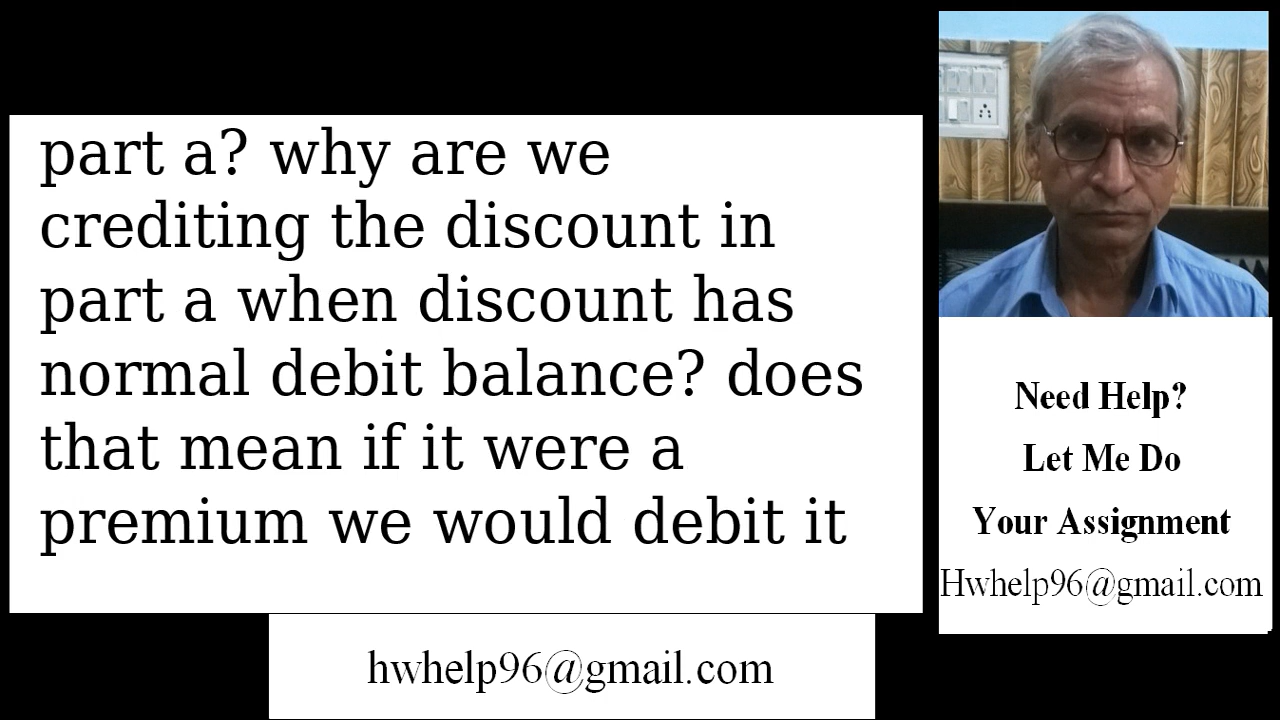 part a? why are we
crediting the discount in
part a when discount has
normal debit balance? does
that mean if it were a
premium we would debit it
Need Help?
Let Me Do
Your Assignment
Hwhelp96@gmail.com
hwhelp96@gmail.com